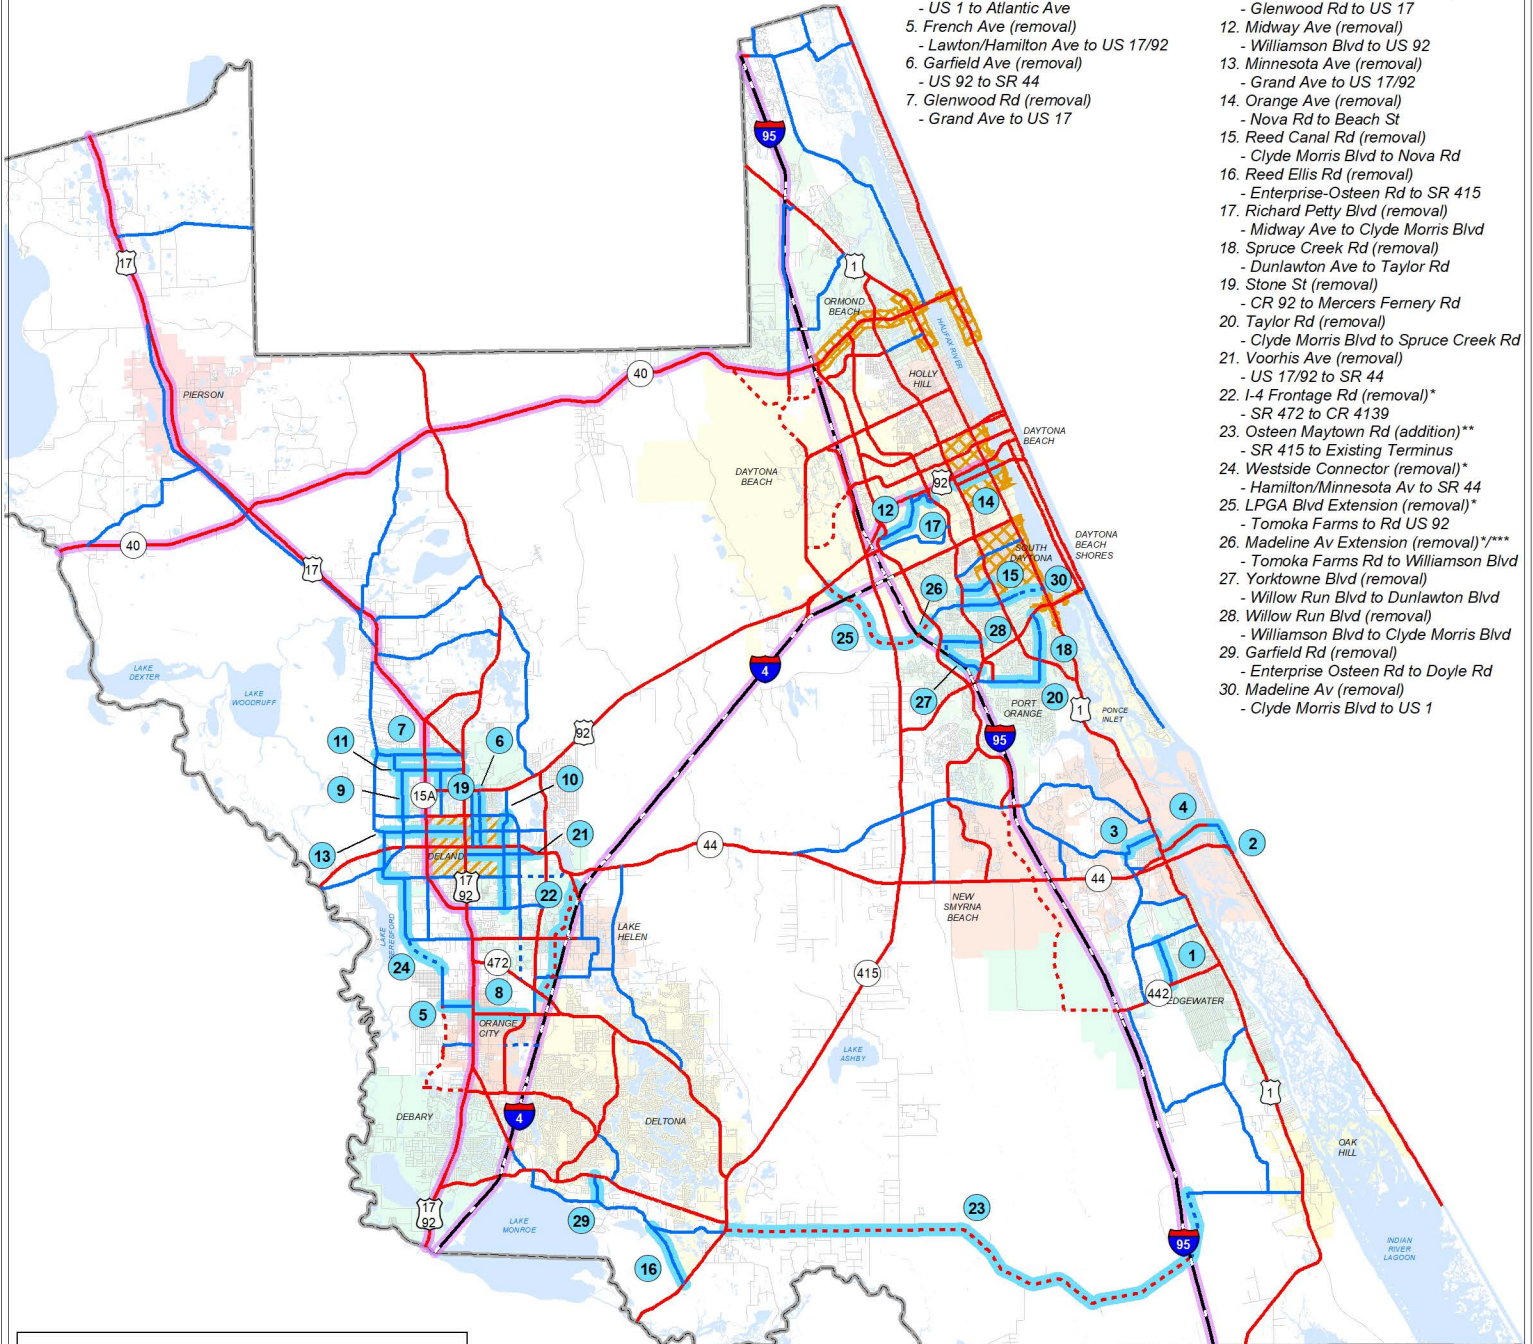 - US 1 to Atlantic Ave
5. French Ave (removal)
- Lawton/Hamilton Ave to US 17/92
6. Garfield Ave (removal)
- US 92 to SR 44
7. Glenwood Rd (removal)
- Grand Ave to US 17
- Glenwood Rd to US 17
12. Midway Ave (removal)
- Williamson Blvd to US 92
13. Minnesota Ave (removal)
- Grand Ave to US 17/92
14. Orange Ave (removal)
- Nova Rd to Beach St
15. Reed Canal Rd (removal)
- Clyde Morris Blvd to Nova Rd
16. Reed Ellis Rd (removal)
- Enterprise-Osteen Rd to SR 415
17. Richard Petty Blvd (removal)
- Midway Ave to Clyde Morris Blvd
18. Spruce Creek Rd (removal)
- Dunlawton Ave to Taylor Rd
19. Stone St (removal)
- CR 92 to Mercers Fernery Rd
20. Taylor Rd (removal)
- Clyde Morris Blvd to Spruce Creek Rd
21. Voorhis Ave (removal)
- US 17/92 to SR 44
22. I-4 Frontage Rd (removal)*
- SR 472 to CR 4139
23. Osteen Maytown Rd (addition)**
- SR 415 to Existing Terminus
24. Westside Connector (removal)*
- Hamilton/Minnesota Av to SR 44
25. LPGA Blvd Extension (removal)*
- Tomoka Farms to Rd US 92
26. Madeline Av Extension (removal)*/***
- Tomoka Farms Rd to Williamson Blvd
27. Yorktowne Blvd (removal)
- Willow Run Blvd to Dunlawton Blvd
28. Willow Run Blvd (removal)
- Williamson Blvd to Clyde Morris Blvd
29. Garfield Rd (removal)
- Enterprise Osteen Rd to Doyle Rd
30. Madeline Av (removal)
- Clyde Morris Blvd to US 1
95
17
1
ORMOND
BEACH
HALIFAX RIVER
40
HOLLY
HILL
PIERSON
DAYTONA
BEACH
DAYTONA
BEACH
92
14
12
17
40
DAYTONA
BEACH
SHORES
SOUTH
DAYTONA
17
15
30
26
25
28
18
4
LAKE
DEXTER
LAKE
WOODRUFF
27
20
PORT
ORANGE
1
PONCE
INLET
7
11
6
92
95
9
15A
19
10
4
3
2
21
13
DELAND
44
44
17
92
22
NEW
SMYRNA
BEACH
LAKE
HELEN
LAKE
BERESFORD
24
472
415
1
8
442
EDGEWATER
5
ORANGE
CITY
LAKE
ASHBY
1
4
DEBARY
DELTONA
OAK
HILL
17
92
LAKE
MONROE
29
23
16
95
INDIAN
RIVER
LAGOON